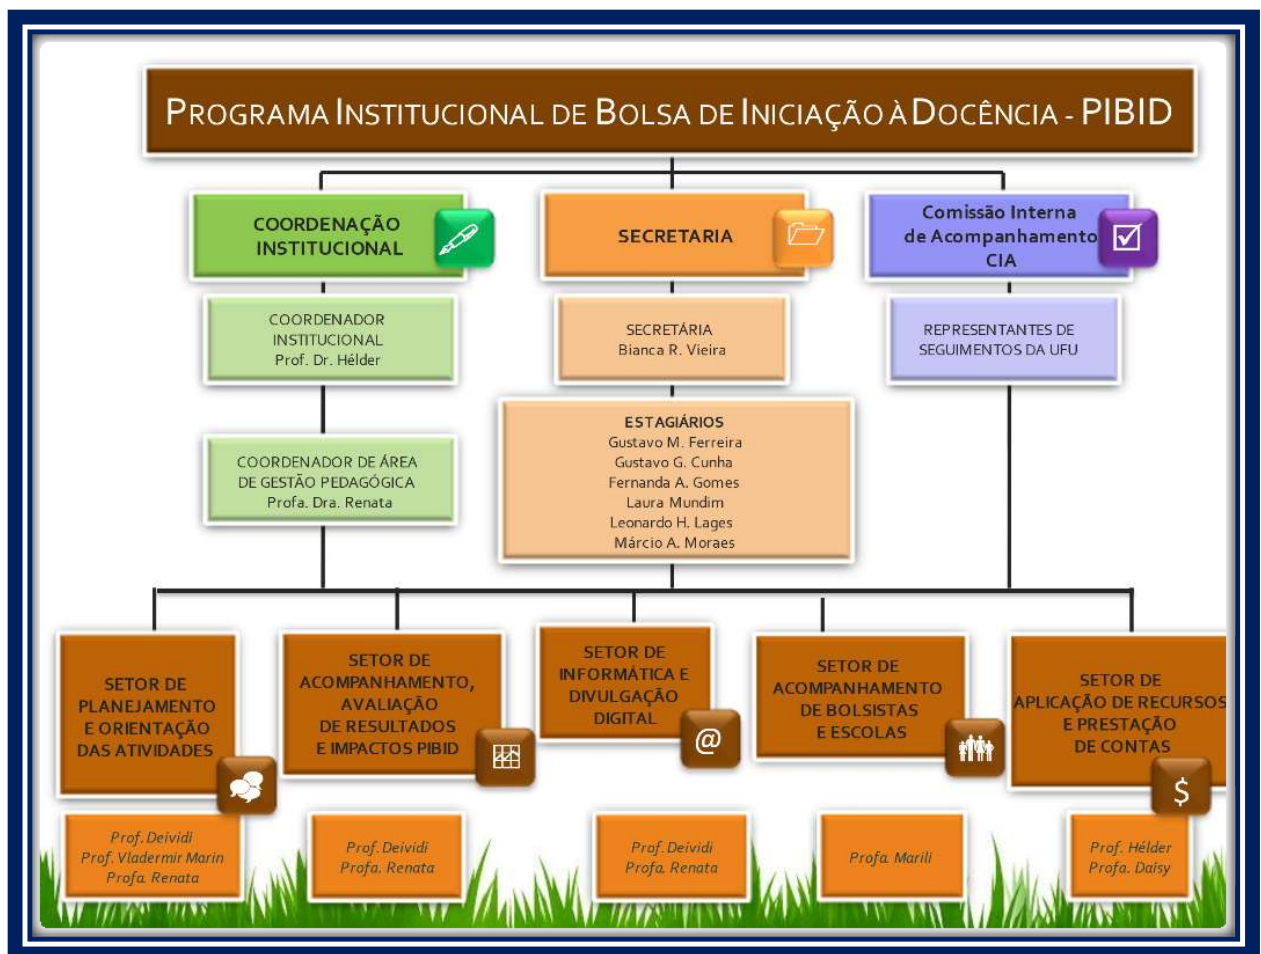 PROGRAMA INSTITUCIONAL DE BOLSA DE INICIAÇÃO À DOCÊNCIA - PIBID
COORDENAÇÃO
INSTITUCIONAL
SECRETARIA
Comissão Interna
de Acompanhamento
CIA
COORDENADOR
INSTITUCIONAL
Prof. Dr. Hélder
SECRETÁRIA
Bianca R. Vieira
REPRESENTANTES DE
SEGUIMENTOS DA UFU
COORDENADOR DE ÁREA
DE GESTÃO PEDAGÓGICA
Profa. Dra. Renata
ESTAGIÁRIOS
Gustavo M. Ferreira
Gustavo G. Cunha
Fernanda A. Gomes
Laura Mundim
Leonardo H. Lages
Márcio A. Moraes
SETOR DE
PLANEJAMENTO
E ORIENTAÇÃO
DAS ATIVIDADES
SETOR DE
ACOMPANHAMENTO,
AVALIAÇÃO
DE RESULTADOS
E IMPACTOS PIBID
SETOR DE
INFORMÁTICA E
DIVULGAÇÃO
DIGITAL
@
SETOR DE
ACOMPANHAMENTO
DE BOLSISTAS
E ESCOLAS
SETOR DE
APLICAÇÃO DE RECURSOS
E PRESTAÇÃO
DE CONTAS
$
Prof. Deividi
Prof. Vladermir Marin
Profa. Renata
Prof. Deividi
Profa. Renata
Prof. Deividi
Profa. Renata
Profa. Marili
Prof. Hélder
Profa. Daisy